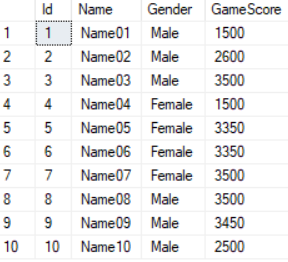 Id Name Gender GameScore
1 1 Name01 Male 1500
2 2 Name02 Male 2600
3 3 Name03 Male 3500
4 4 Name04 Female 1500
5 5 Name05 Female 3350
6 6 Name06 Female 3350
7 7 Name07 Female 3500
8 8 Name08 Male 3500
9 9 Name09 Male 3450
10 10 Name10 Male 2500